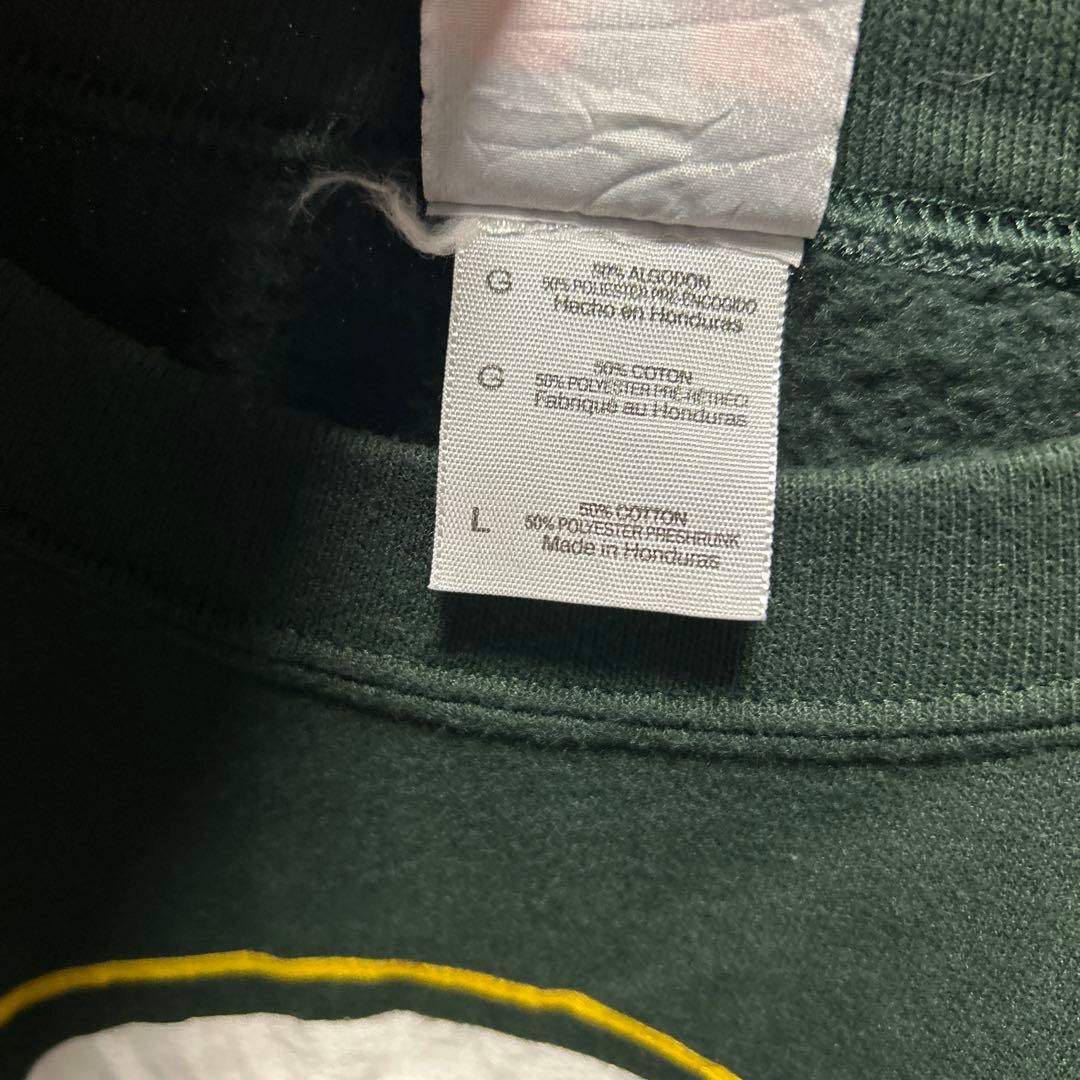 G 50% ALGODON
50% POLIESTER PRE-ENCOGIDO
Hecho en Honduras
G 50% COTON
50% POLYESTER PRÉ-RÉTRÉCI
Fabriqué au Honduras
L 50% COTTON
50% POLYESTER PRESHRUNK
Made in Honduras